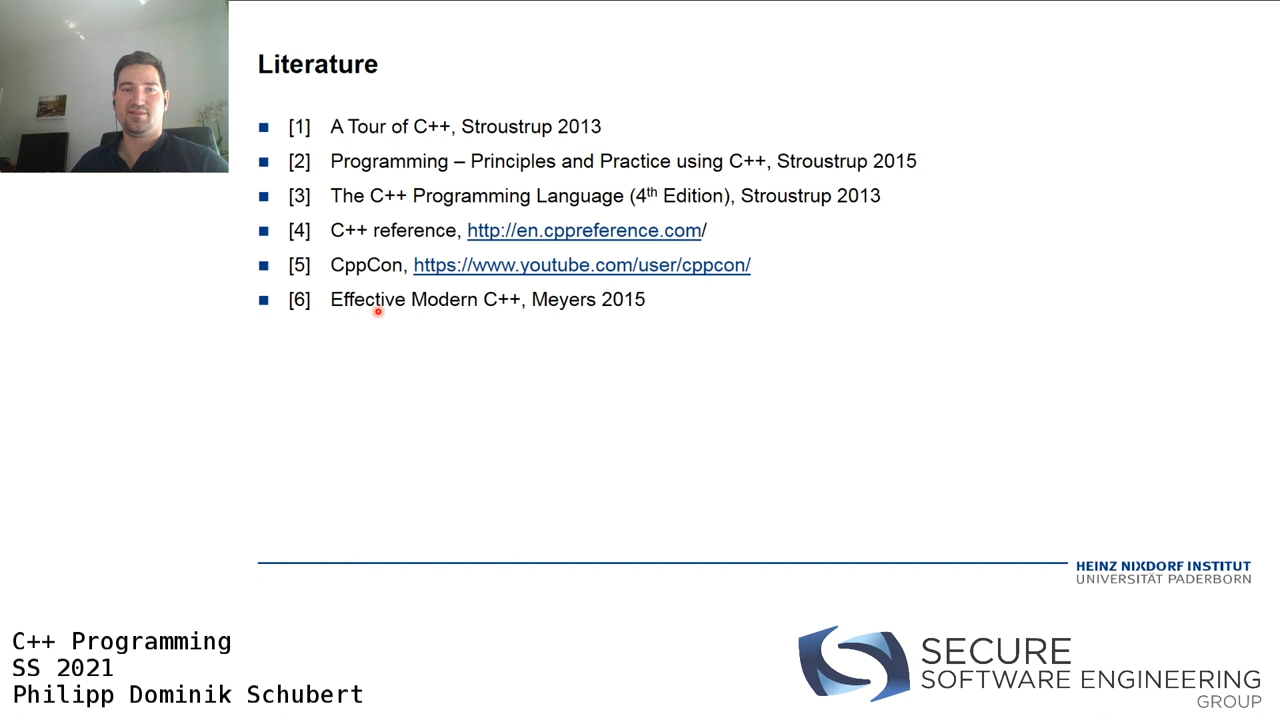 Literature
[1] A Tour of C++, Stroustrup 2013
[2] Programming – Principles and Practice using C++, Stroustrup 2015
[3] The C++ Programming Language (4th Edition), Stroustrup 2013
[4] C++ reference, http://en.cppreference.com/
[5] CppCon, https://www.youtube.com/user/cppcon/
[6] Effective Modern C++, Meyers 2015
HEINZ NIXDORF INSTITUT
UNIVERSITÄT PADERBORN
C++ Programming
SS 2021
Philipp Dominik Schubert
SECURE
SOFTWARE ENGINEERING
GROUP